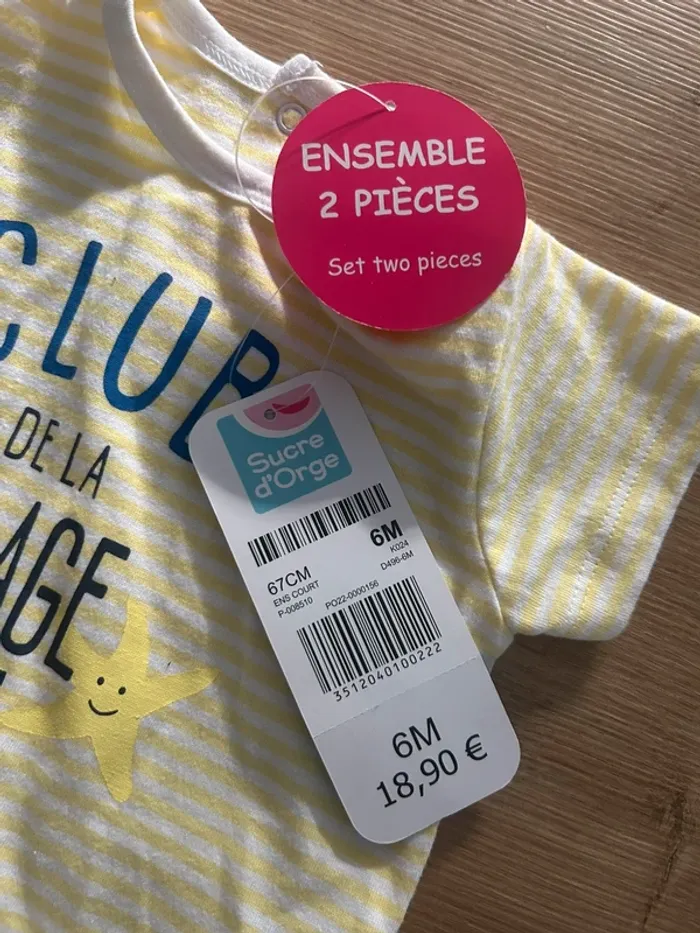 ENSEMBLE
2 PIÈCES
Set two pieces
CLUB
DE LA
AGE
Sucre
d'Orge
6M
67CM
K024
ENS COURT
D496-6M
P-008510
PO22-0000156
3512040100222
6M
18,90 €